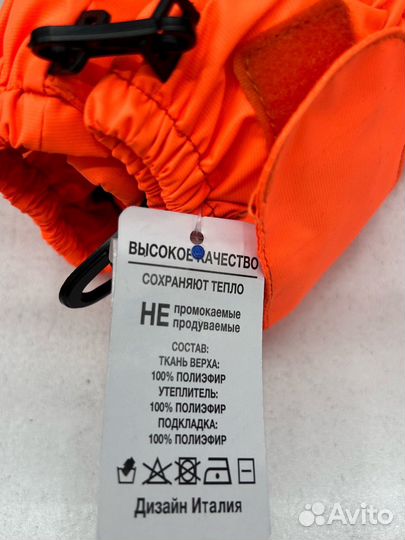 ВЫСОКОЕ КАЧЕСТВО
СОХРАНЯЮТ ТЕПЛО
НЕ промокаемые
продуваемые
СОСТАВ:
ТКАНЬ ВЕРХА:
100% ПОЛИЭФИР
УТЕПЛИТЕЛЬ:
100% ПОЛИЭФИР
ПОДКЛАДКА:
100% ПОЛИЭФИР
Дизайн Италия
Avito